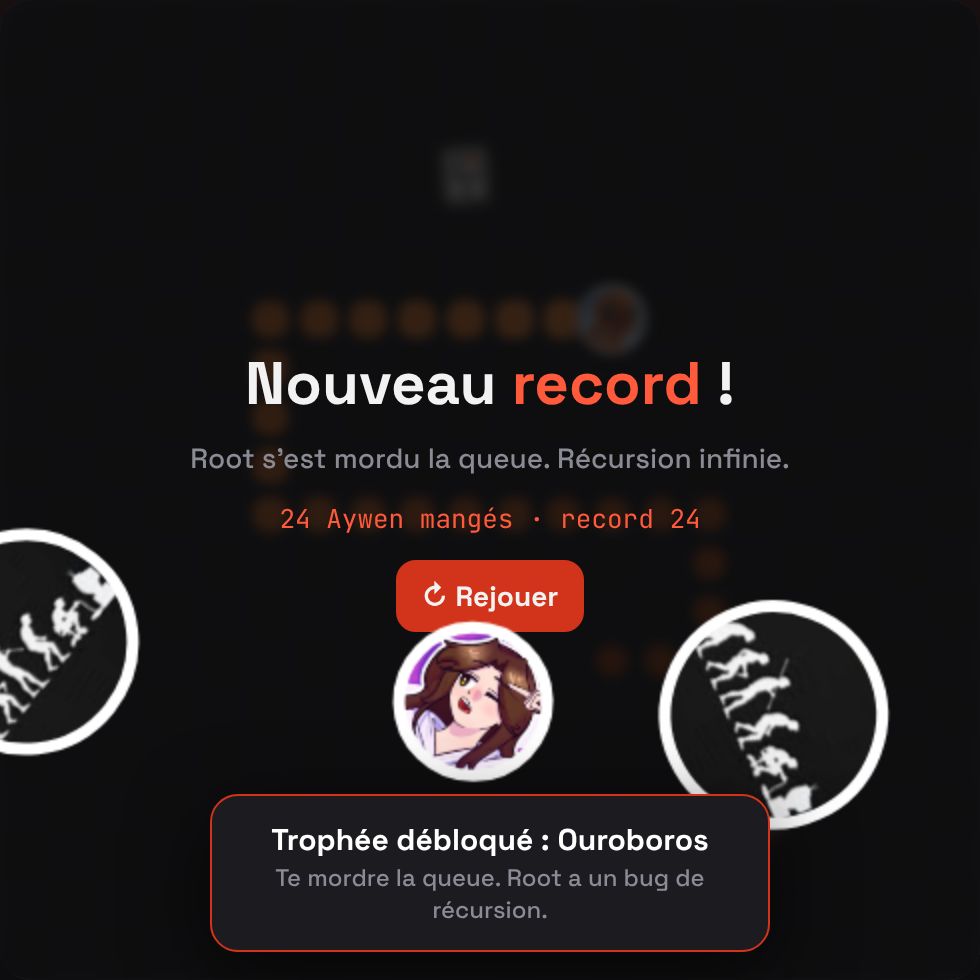 Nouveau record !
Root s'est mordu la queue. Récursion infinie.
24 Aywen mangés · record 24
↻ Rejouer
Trophée débloqué : Ouroboros
Te mordre la queue. Root a un bug de
récursion.